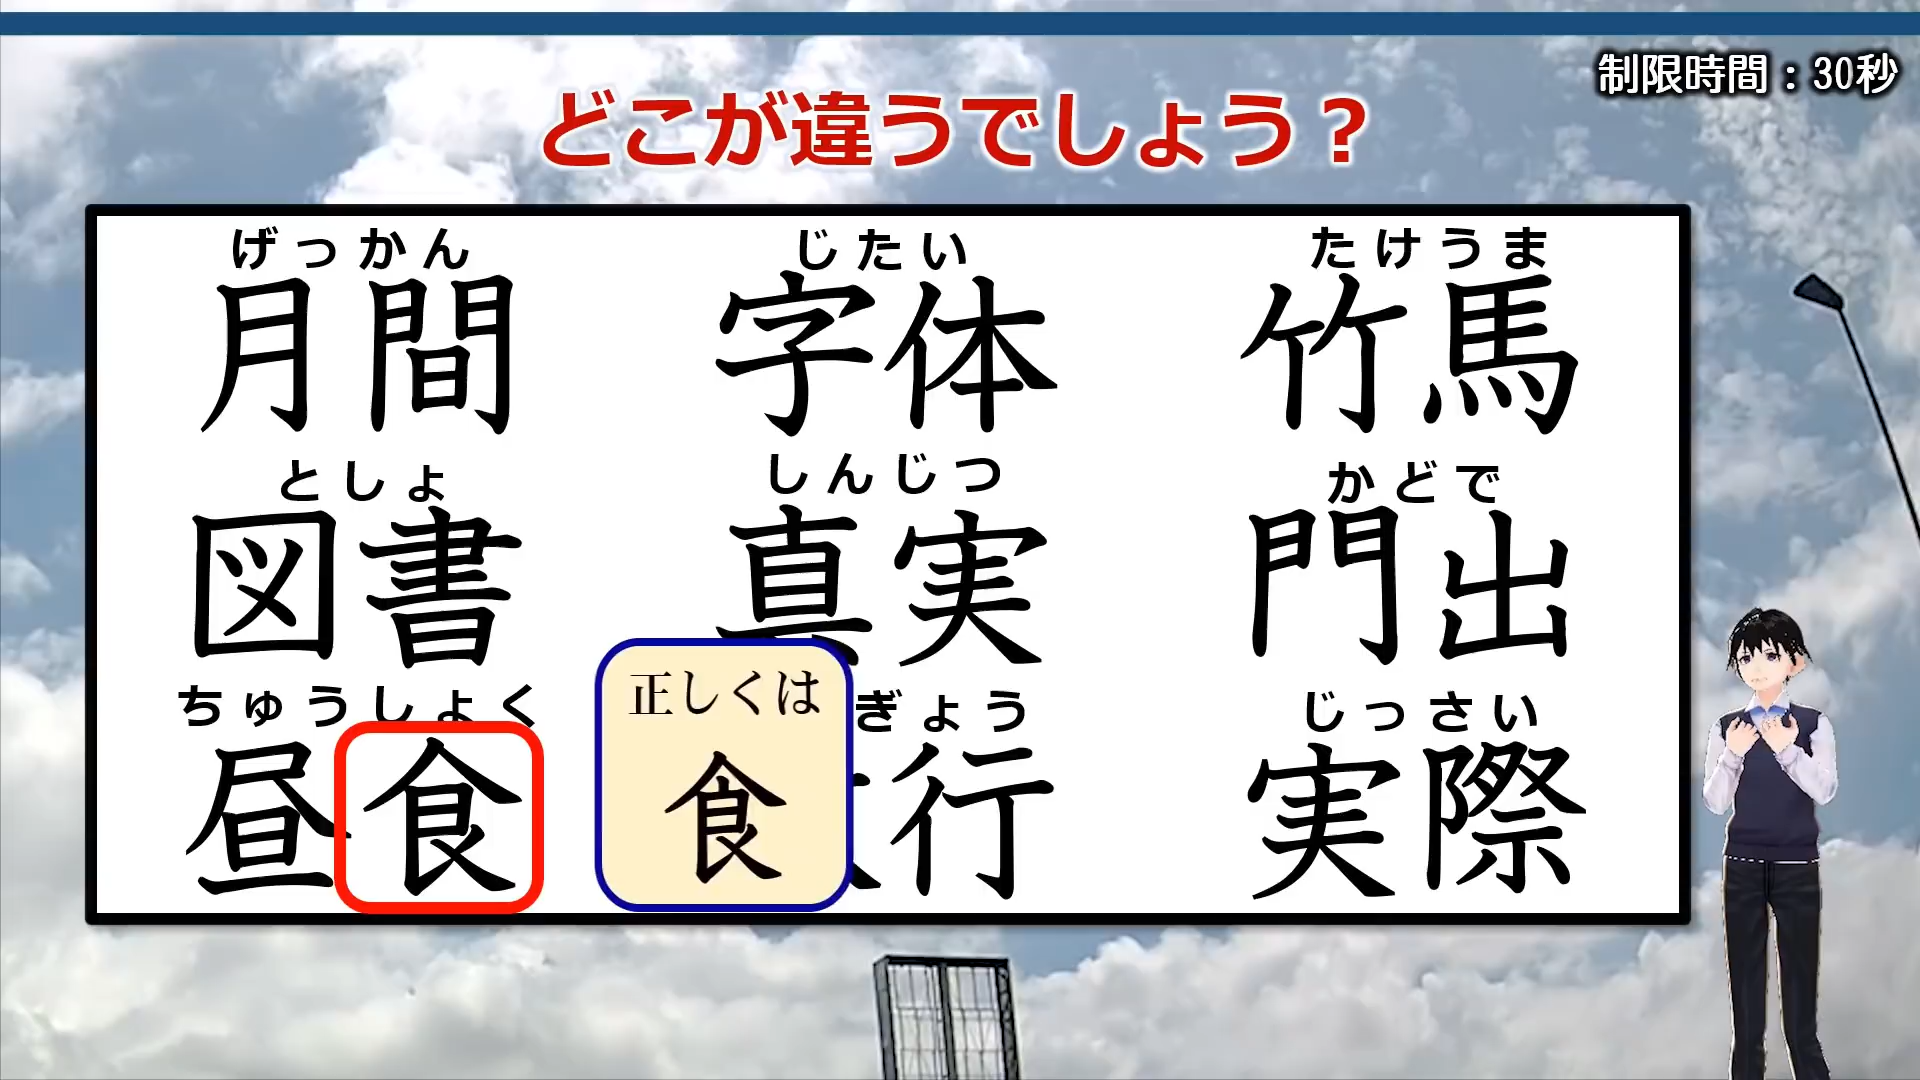 制限時間：30秒
どこが違うでしょう？
げっかん じたい たけうま
月間 字体 竹馬
としょ しんじつ かどで
図書 真実 門出
ちゅうしょく ぎょう じっさい
昼食 行 実際
正しくは
食